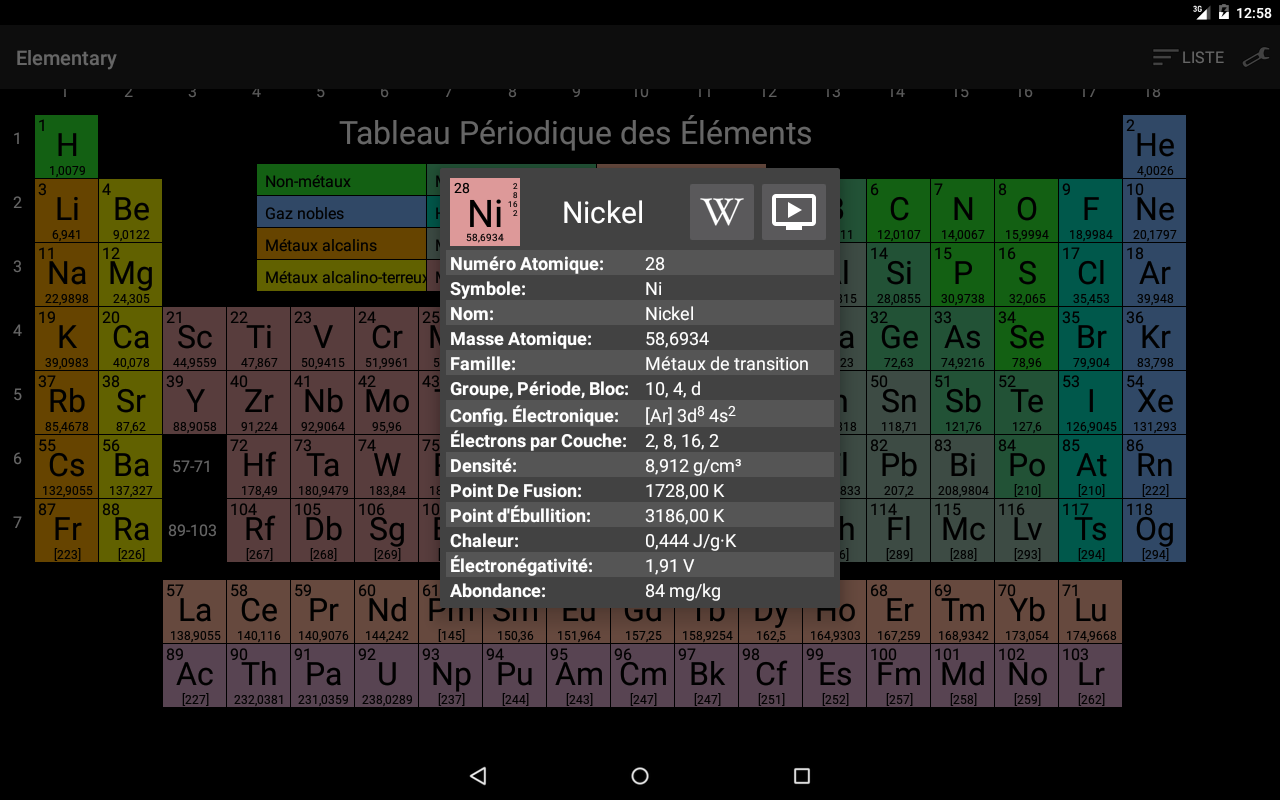 3G 12:58
Elementary LISTE
1 2 3 4 5 6 7 8 9 10 11 12 13 14 15 16 17 18
Tableau Périodique des Éléments
1 1 H 1,0079 2 He 4,0026
Non-métaux
Gaz nobles
Métaux alcalins
Métaux alcalino-terreux
2 3 Li 6,941 4 Be 9,0122 6 C 12,0107 7 N 14,0067 8 O 15,9994 9 F 18,9984 10 Ne 20,1797
3 11 Na 22,9898 12 Mg 24,305 14 Si 28,0855 15 P 30,9738 16 S 32,065 17 Cl 35,453 18 Ar 39,948
4 19 K 39,0983 20 Ca 40,078 21 Sc 44,9559 22 Ti 47,867 23 V 50,9415 24 Cr 51,9961 32 Ge 72,63 33 As 74,9216 34 Se 78,96 35 Br 79,904 36 Kr 83,798
5 37 Rb 85,4678 38 Sr 87,62 39 Y 88,9058 40 Zr 91,224 41 Nb 92,9064 42 Mo 95,96 50 Sn 118,71 51 Sb 121,76 52 Te 127,6 53 I 126,9045 54 Xe 131,293
6 55 Cs 132,9055 56 Ba 137,327 57-71 72 Hf 178,49 73 Ta 180,9479 74 W 183,84 82 Pb 207,2 83 Bi 208,9804 84 Po [210] 85 At [210] 86 Rn [222]
7 87 Fr [223] 88 Ra [226] 89-103 104 Rf [267] 105 Db [268] 106 Sg [269] 114 Fl [289] 115 Mc [288] 116 Lv [293] 117 Ts [294] 118 Og [294]
28 Ni 58,6934 2 8 16 2 Nickel W
Numéro Atomique: 28
Symbole: Ni
Nom: Nickel
Masse Atomique: 58,6934
Famille: Métaux de transition
Groupe, Période, Bloc: 10, 4, d
Config. Électronique: [Ar] 3d⁸ 4s²
Électrons par Couche: 2, 8, 16, 2
Densité: 8,912 g/cm³
Point De Fusion: 1728,00 K
Point d'Ébullition: 3186,00 K
Chaleur: 0,444 J/g·K
Électronégativité: 1,91 V
Abondance: 84 mg/kg
57 La 138,9055 58 Ce 140,116 59 Pr 140,9076 60 Nd 144,242 61 Pm [145] Sm 150,36 Eu 151,964 Gd 157,25 Tb 158,9254 Dy 162,5 Ho 164,9303 68 Er 167,259 69 Tm 168,9342 70 Yb 173,054 71 Lu 174,9668
89 Ac [227] 90 Th 232,0381 91 Pa 231,0359 92 U 238,0289 93 Np [237] 94 Pu [244] 95 Am [243] 96 Cm [247] 97 Bk [247] 98 Cf [251] 99 Es [252] 100 Fm [257] 101 Md [258] 102 No [259] 103 Lr [262]